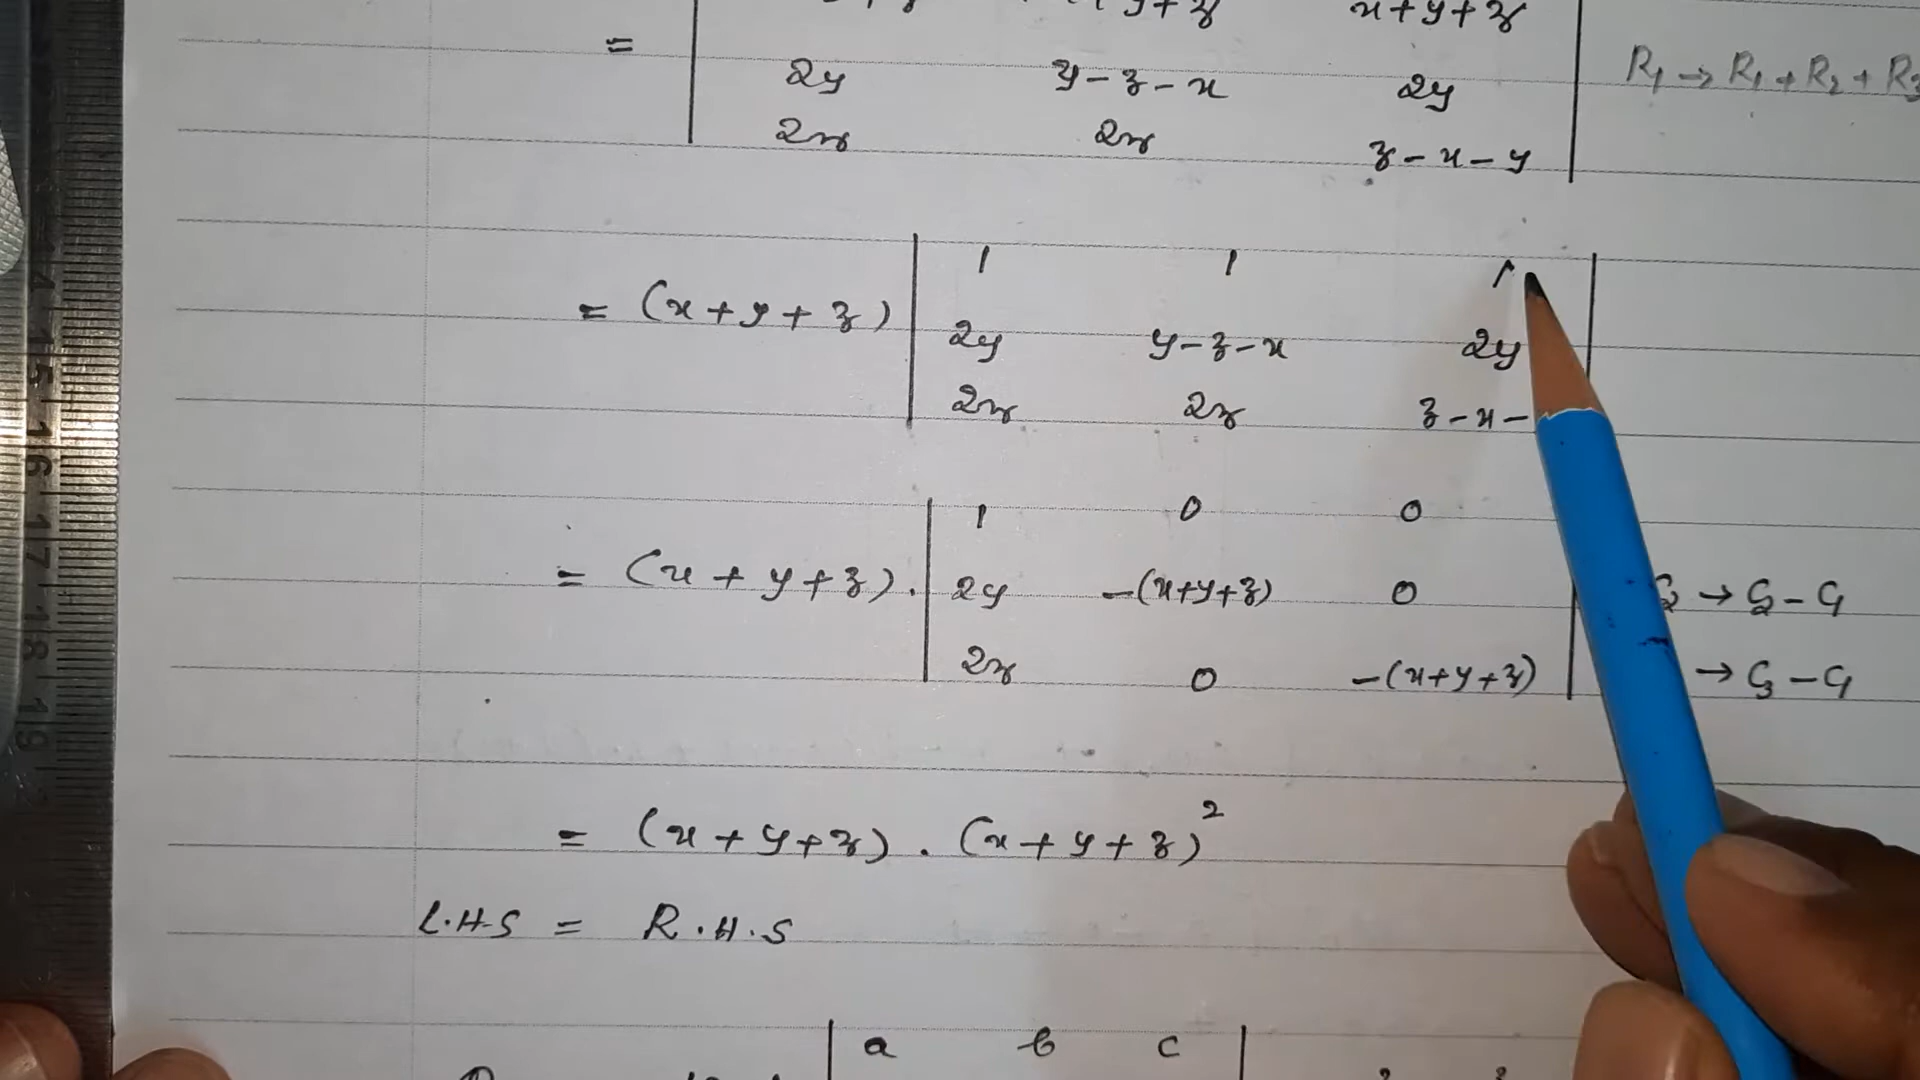 x+y+z
= 2y y-z-x 2y R1 → R1 + R2 + R3
2z 2z z-x-y
1 1 1
= (x+y+z) 2y y-z-x 2y
2z 2z z-x-
1 0 0
= (x+y+z). 2y -(x+y+z) 0 → C2-C1
2z 0 -(x+y+z) → C3-C1
= (x+y+z) . (x+y+z)²
L.H.S = R.H.S
a b c